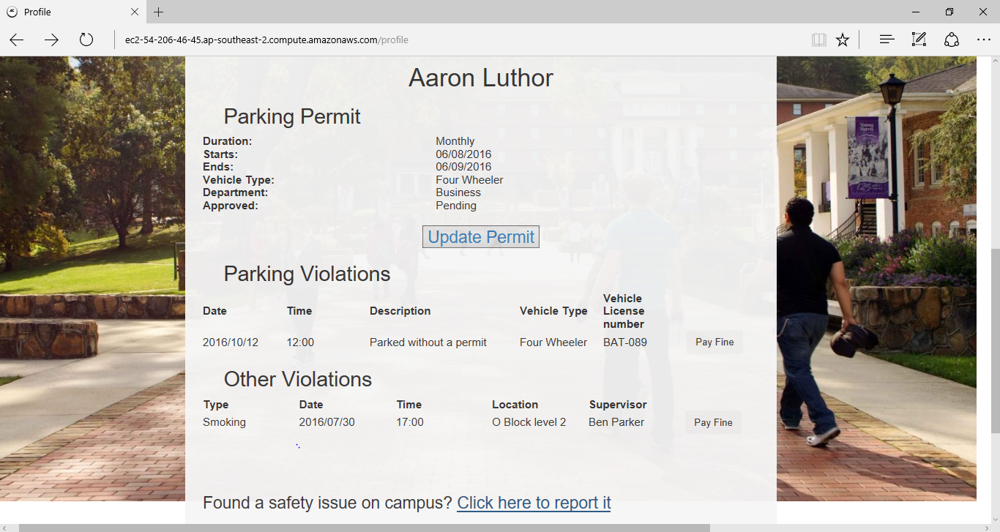 Profile
ec2-54-206-46-45.ap-southeast-2.compute.amazonaws.com/profile
Aaron Luthor
Parking Permit
Duration: Monthly
Starts: 06/08/2016
Ends: 06/09/2016
Vehicle Type: Four Wheeler
Department: Business
Approved: Pending
Update Permit
Parking Violations
Date Time Description Vehicle Type Vehicle License number
2016/10/12 12:00 Parked without a permit Four Wheeler BAT-089 Pay Fine
Other Violations
Type Date Time Location Supervisor
Smoking 2016/07/30 17:00 O Block level 2 Ben Parker Pay Fine
Found a safety issue on campus? Click here to report it
Young
Harris
125